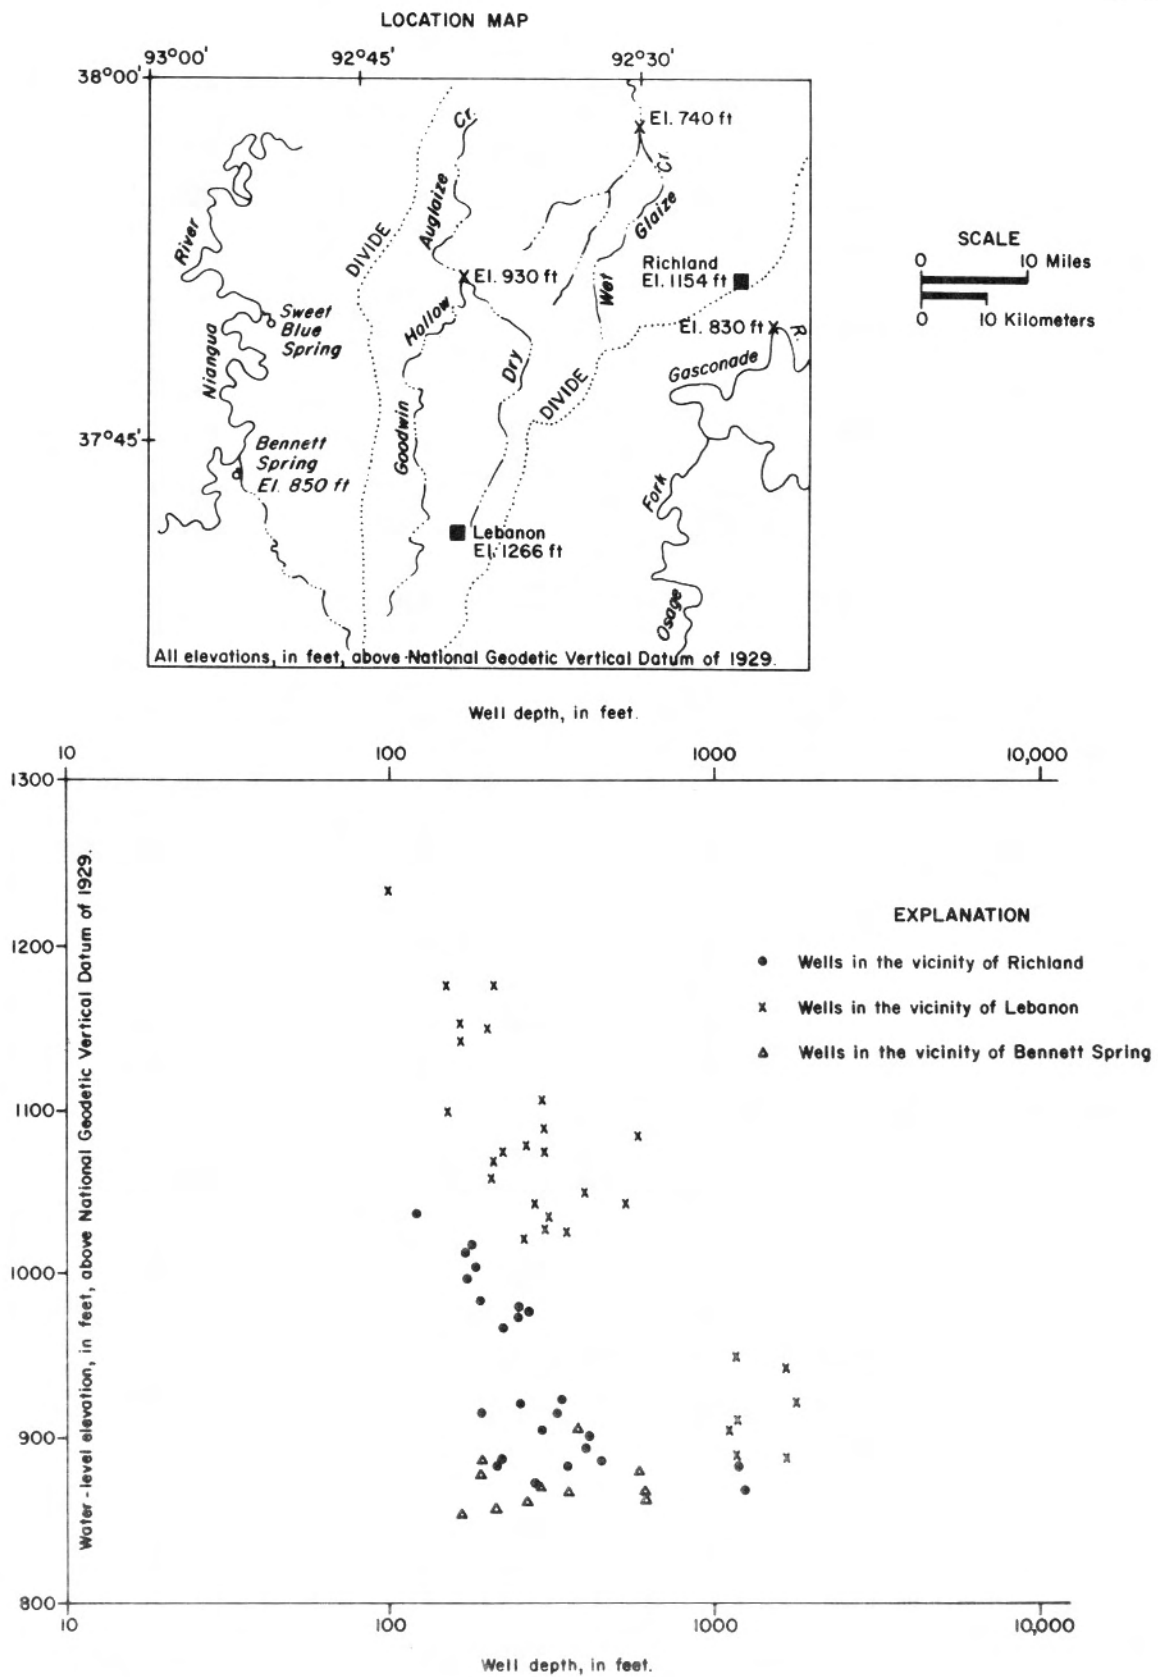 LOCATION MAP
93°00'
92°45'
92°30'
38°00'
Cr.
El. 740 ft
Cr.
River
DIVIDE
Auglaize
Glaize
SCALE
0 10 Miles
0 10 Kilometers
Richland
El. 1154 ft
El. 930 ft
Wet
Hollow
Sweet
Blue
Spring
El. 830 ft
R.
Niangua
Dry
Gasconade
DIVIDE
37°45'
Bennett
Spring
El. 850 ft
Goodwin
Fork
Lebanon
El. 1266 ft
Osage
All elevations, in feet, above National Geodetic Vertical Datum of 1929.
Well depth, in feet.
10 100 1000 10,000
1300
1200
1100
1000
900
800
Water-level elevation, in feet, above National Geodetic Vertical Datum of 1929.
EXPLANATION
Wells in the vicinity of Richland
x Wells in the vicinity of Lebanon
Wells in the vicinity of Bennett Spring
10 100 1000 10,000
Well depth, in feet.